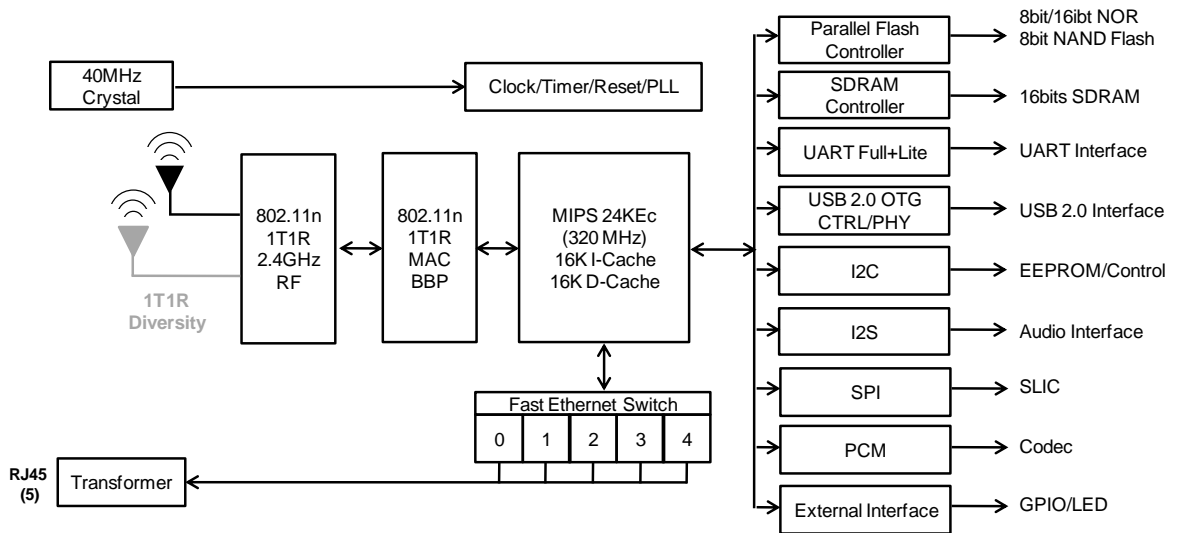 40MHz
Crystal
Clock/Timer/Reset/PLL
1T1R
Diversity
802.11n
1T1R
2.4GHz
RF
802.11n
1T1R
MAC
BBP
MIPS 24KEc
(320 MHz)
16K I-Cache
16K D-Cache
Fast Ethernet Switch
0 1 2 3 4
RJ45
(5)
Transformer
Parallel Flash
Controller
8bit/16ibt NOR
8bit NAND Flash
SDRAM
Controller
16bits SDRAM
UART Full+Lite
UART Interface
USB 2.0 OTG
CTRL/PHY
USB 2.0 Interface
I2C
EEPROM/Control
I2S
Audio Interface
SPI
SLIC
PCM
Codec
External Interface
GPIO/LED